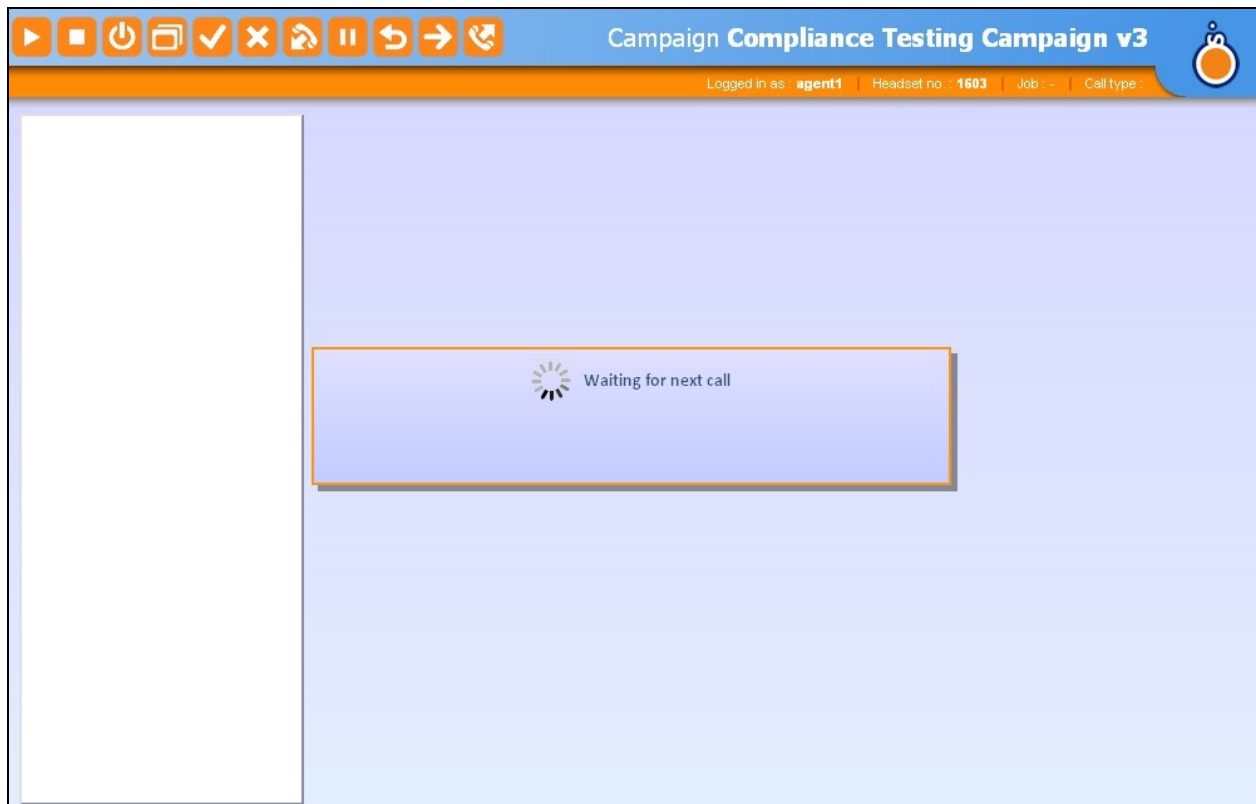 Campaign Compliance Testing Campaign v3
Logged in as : agent1 | Headset no. : 1603 | Job : - | Call type :
Waiting for next call